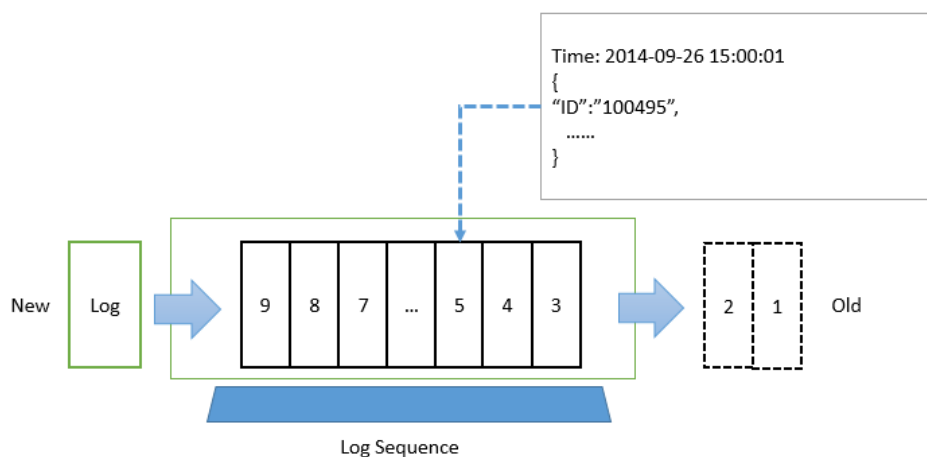 Time: 2014-09-26 15:00:01
{
“ID”:”100495”,
……
}
New Log 9 8 7 … 5 4 3 2 1 Old
Log Sequence